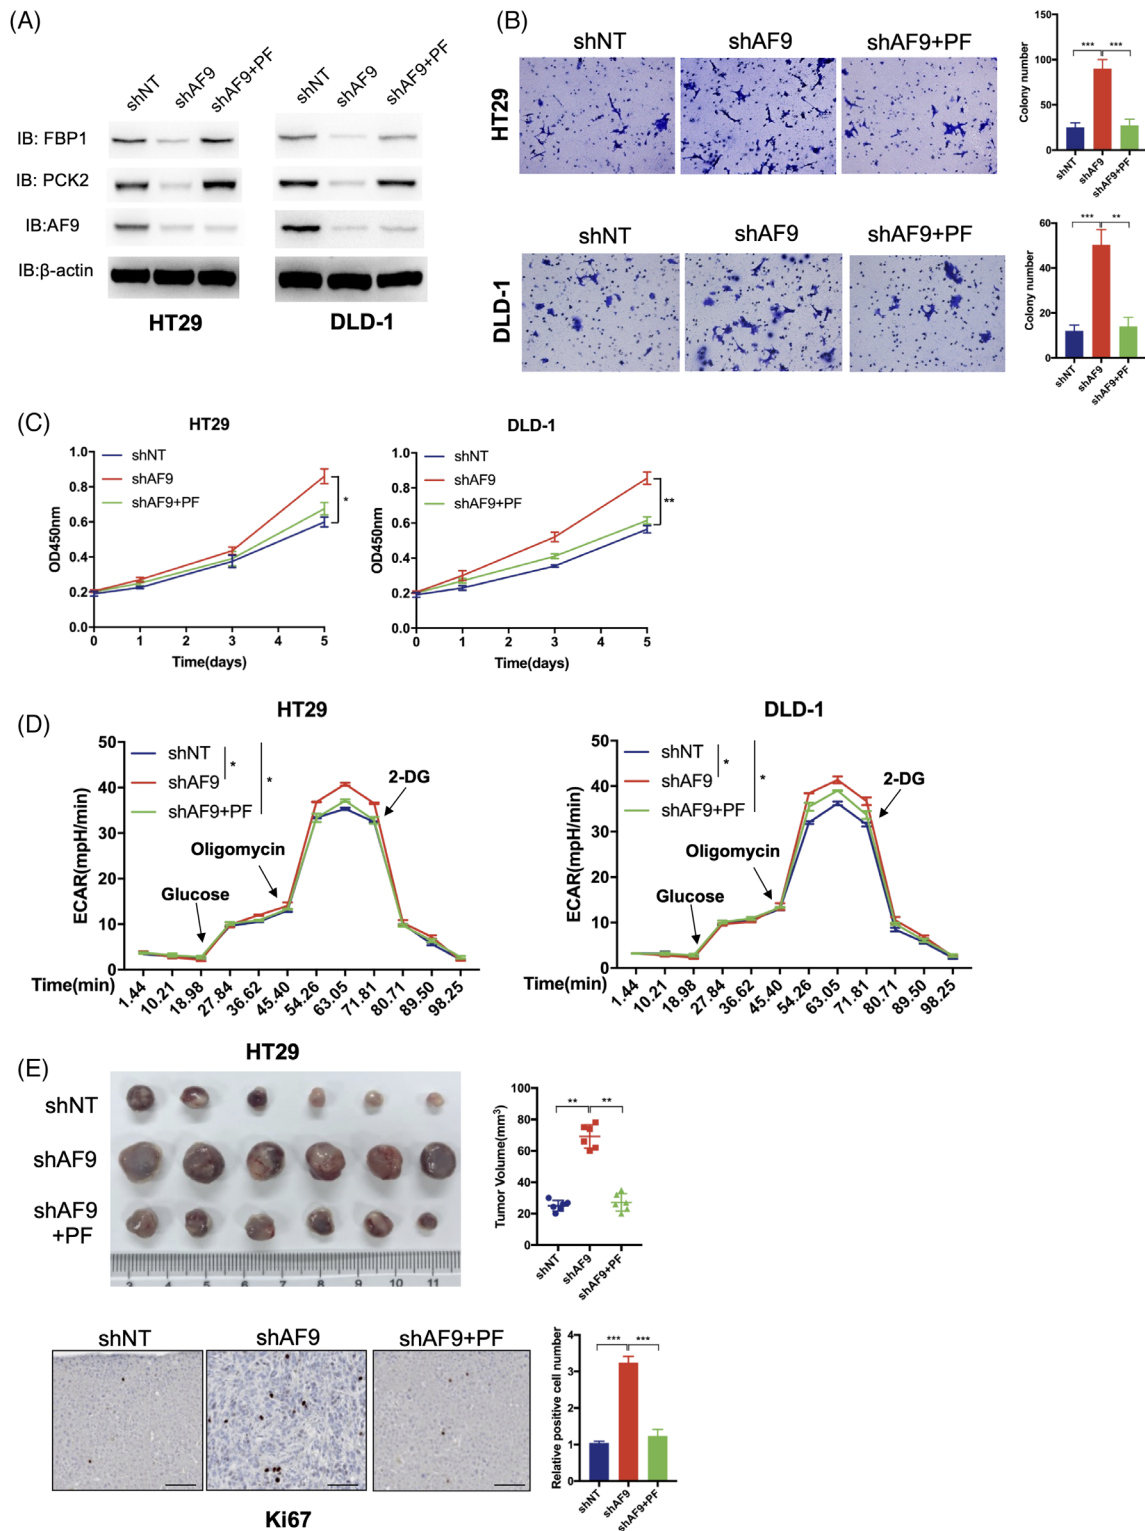 (A)
shNT
shAF9
shAF9+PF
shNT
shAF9
shAF9+PF
IB: FBP1
IB: PCK2
IB:AF9
IB:β-actin
HT29
DLD-1
(B)
shNT
shAF9
shAF9+PF
HT29
Colony number
150
100
50
0
***
***
shNT
shAF9
shAF9+PF
shNT
shAF9
shAF9+PF
DLD-1
Colony number
60
40
20
0
***
**
shNT
shAF9
shAF9+PF
(C)
HT29
shNT
shAF9
shAF9+PF
OD450nm
1.0
0.8
0.6
0.4
0.2
0.0
*
0 1 2 3 4 5
Time(days)
DLD-1
shNT
shAF9
shAF9+PF
OD450nm
1.0
0.8
0.6
0.4
0.2
0.0
**
0 1 2 3 4 5
Time(days)
(D)
HT29
shNT
shAF9
shAF9+PF
*
*
ECAR(mpH/min)
50
40
30
20
10
0
Glucose
Oligomycin
2-DG
Time(min)
1.44 10.21 18.98 27.84 36.62 45.40 54.26 63.05 71.81 80.71 89.50 98.25
DLD-1
shNT
shAF9
shAF9+PF
*
*
ECAR(mpH/min)
50
40
30
20
10
0
Glucose
Oligomycin
2-DG
Time(min)
1.44 10.21 18.98 27.84 36.62 45.40 54.26 63.05 71.81 80.71 89.50 98.25
(E)
HT29
shNT
shAF9
shAF9
+PF
3 4 5 6 7 8 9 10 11
Tumor Volume(mm³)
100
80
60
40
20
0
**
**
shNT
shAF9
shAF9+PF
shNT
shAF9
shAF9+PF
Ki67
Relative positive cell number
4
3
2
1
0
***
***
shNT
shAF9
shAF9+PF